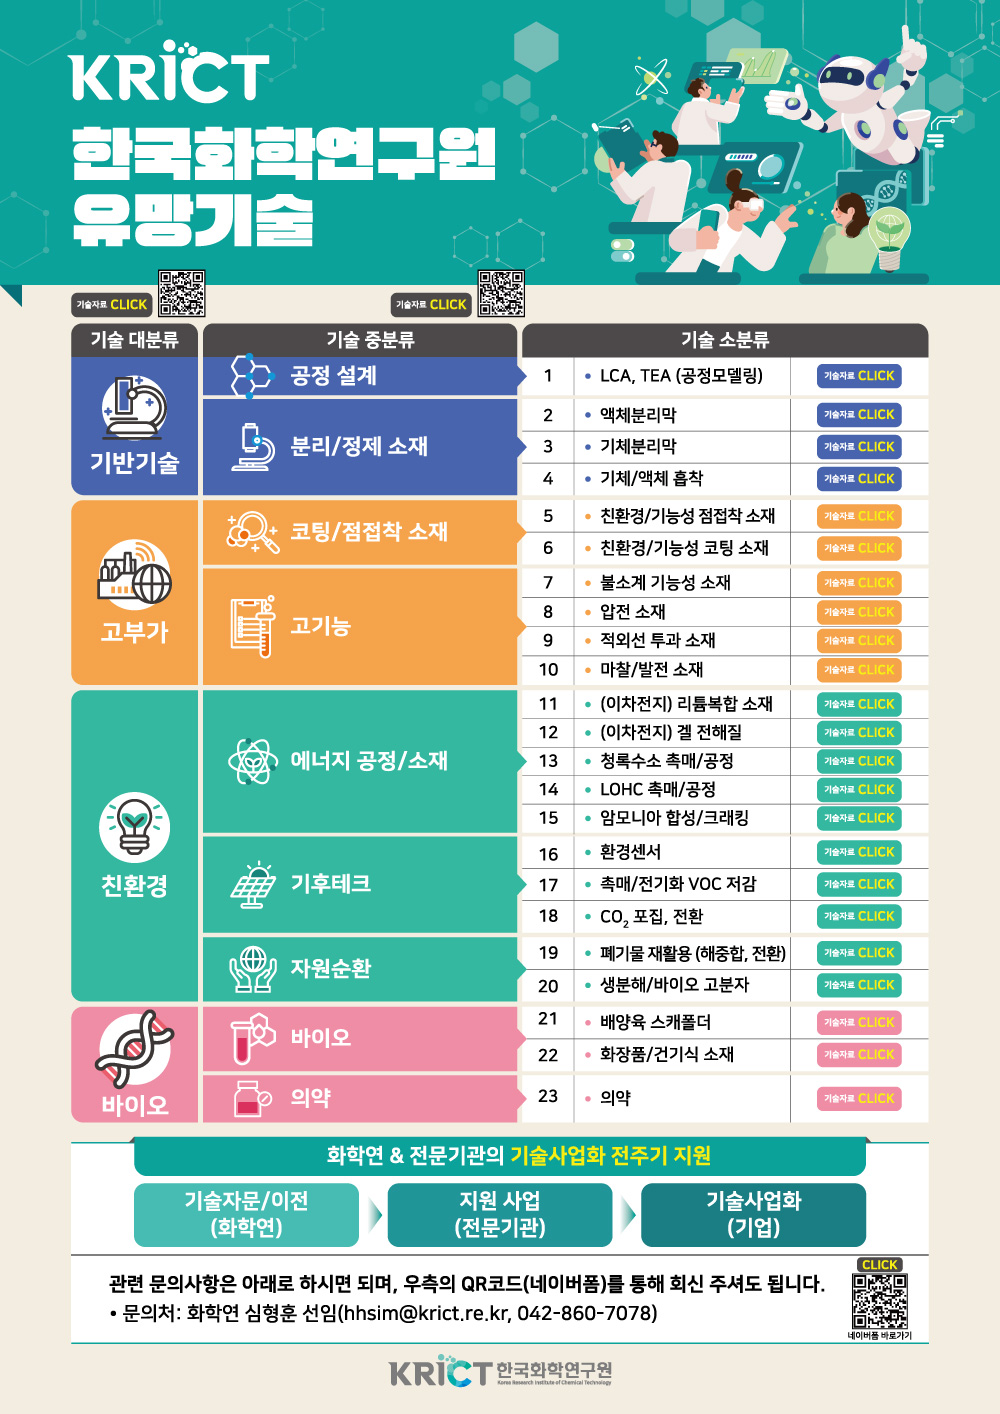 KRICT
한국화학연구원
유망기술
기술자료 CLICK
기술자료 CLICK
기술 대분류
기술 중분류
기술 소분류
기반기술
공정 설계
1 • LCA, TEA (공정모델링) 기술자료 CLICK
분리/정제 소재
2 • 액체분리막 기술자료 CLICK
3 • 기체분리막 기술자료 CLICK
4 • 기체/액체 흡착 기술자료 CLICK
고부가
코팅/점접착 소재
5 • 친환경/기능성 점접착 소재 기술자료 CLICK
6 • 친환경/기능성 코팅 소재 기술자료 CLICK
고기능
7 • 불소계 기능성 소재 기술자료 CLICK
8 • 압전 소재 기술자료 CLICK
9 • 적외선 투과 소재 기술자료 CLICK
10 • 마찰/발전 소재 기술자료 CLICK
친환경
에너지 공정/소재
11 • (이차전지) 리튬복합 소재 기술자료 CLICK
12 • (이차전지) 겔 전해질 기술자료 CLICK
13 • 청록수소 촉매/공정 기술자료 CLICK
14 • LOHC 촉매/공정 기술자료 CLICK
15 • 암모니아 합성/크래킹 기술자료 CLICK
기후테크
16 • 환경센서 기술자료 CLICK
17 • 촉매/전기화 VOC 저감 기술자료 CLICK
18 • CO₂ 포집, 전환 기술자료 CLICK
자원순환
19 • 폐기물 재활용 (해중합, 전환) 기술자료 CLICK
20 • 생분해/바이오 고분자 기술자료 CLICK
바이오
바이오
21 • 배양육 스캐폴더 기술자료 CLICK
22 • 화장품/건기식 소재 기술자료 CLICK
의약
23 • 의약 기술자료 CLICK
화학연 & 전문기관의 기술사업화 전주기 지원
기술자문/이전
(화학연)
지원 사업
(전문기관)
기술사업화
(기업)
관련 문의사항은 아래로 하시면 되며, 우측의 QR코드(네이버폼)를 통해 회신 주셔도 됩니다.
• 문의처: 화학연 심형훈 선임(hhsim@krict.re.kr, 042-860-7078)
CLICK
네이버폼 바로가기
KRICT 한국화학연구원
Korea Research Institute of Chemical Technology